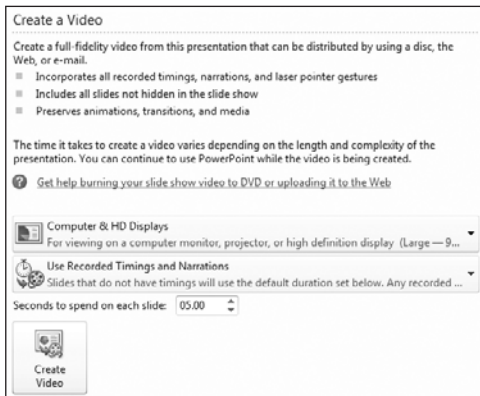 Create a Video
Create a full-fidelity video from this presentation that can be distributed by using a disc, the
Web, or e-mail.
Incorporates all recorded timings, narrations, and laser pointer gestures
Includes all slides not hidden in the slide show
Preserves animations, transitions, and media
The time it takes to create a video varies depending on the length and complexity of the
presentation. You can continue to use PowerPoint while the video is being created.
Get help burning your slide show video to DVD or uploading it to the Web
Computer & HD Displays
For viewing on a computer monitor, projector, or high definition display (Large — 9...
Use Recorded Timings and Narrations
Slides that do not have timings will use the default duration set below. Any recorded ...
Seconds to spend on each slide: 05.00
Create
Video